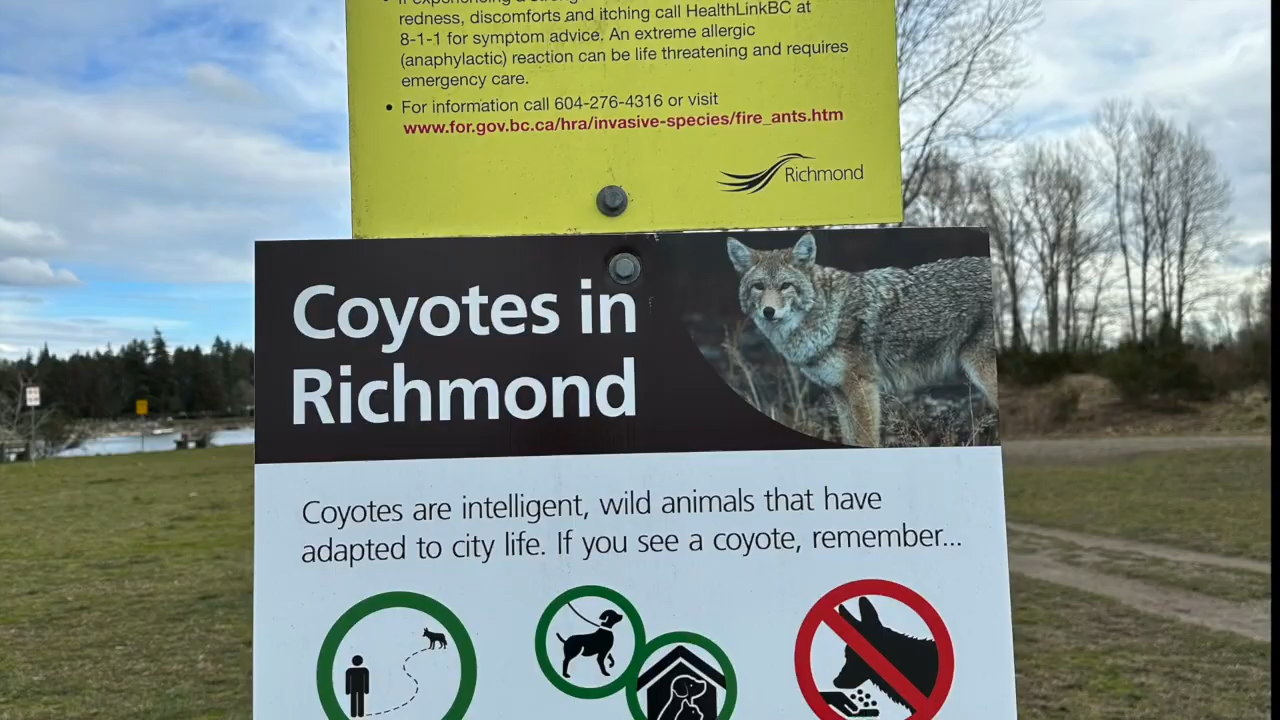 redness, discomforts and itching call HealthLinkBC at
8-1-1 for symptom advice. An extreme allergic
(anaphylactic) reaction can be life threatening and requires
emergency care.
• For information call 604-276-4316 or visit
www.for.gov.bc.ca/hra/invasive-species/fire_ants.htm
Richmond
Coyotes in
Richmond
Coyotes are intelligent, wild animals that have
adapted to city life. If you see a coyote, remember...